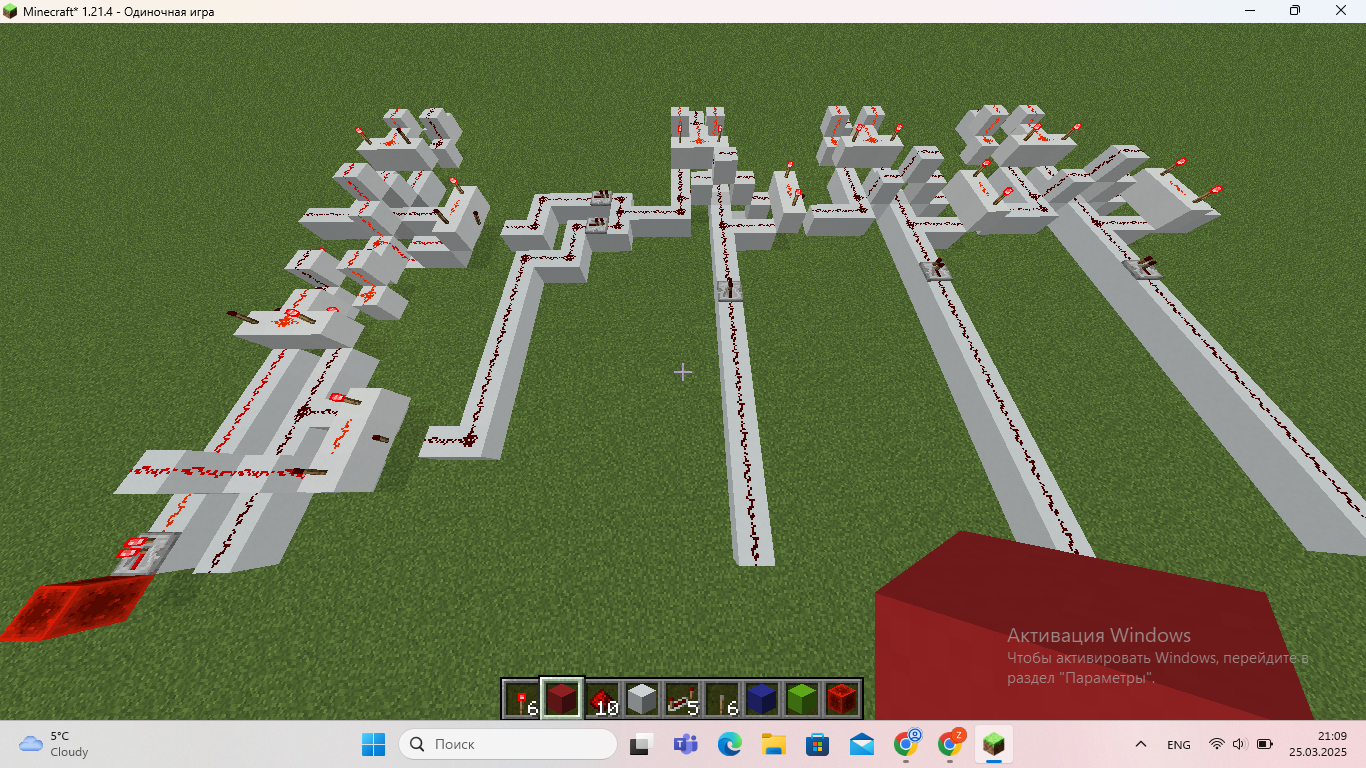 Minecraft* 1.21.4 - Одиночная игра
Активация Windows
Чтобы активировать Windows, перейдите в
раздел "Параметры".
6 10 5 6
5°C
Cloudy
Поиск
Z
ENG
21:09
25.03.2025